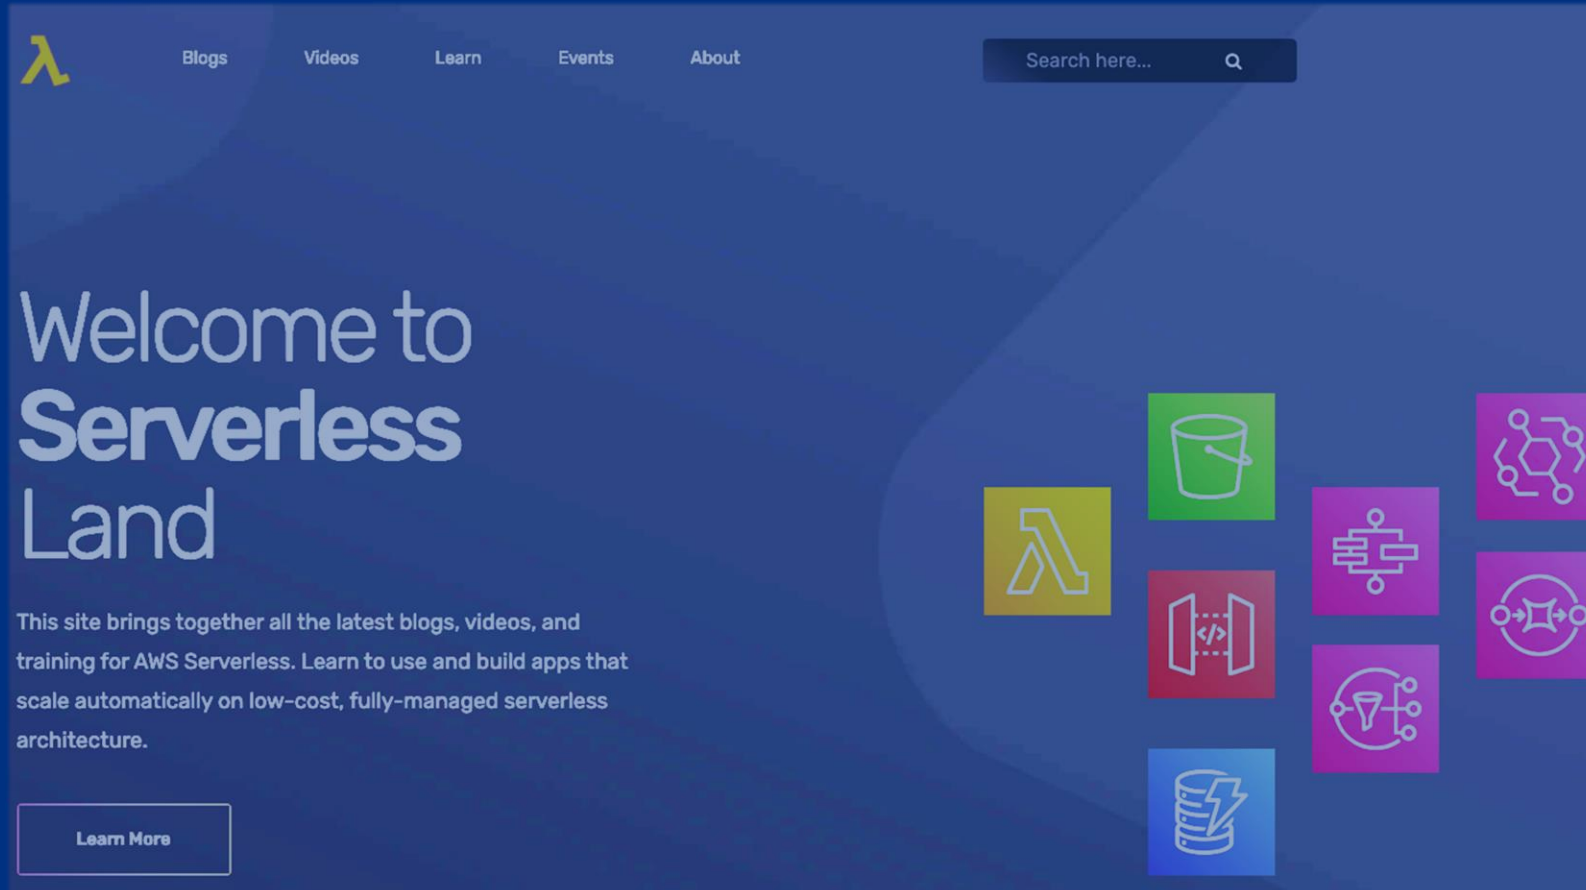 Blogs Videos Learn Events About Search here...
Welcome to
Serverless
Land
This site brings together all the latest blogs, videos, and
training for AWS Serverless. Learn to use and build apps that
scale automatically on low-cost, fully-managed serverless
architecture.
Learn More